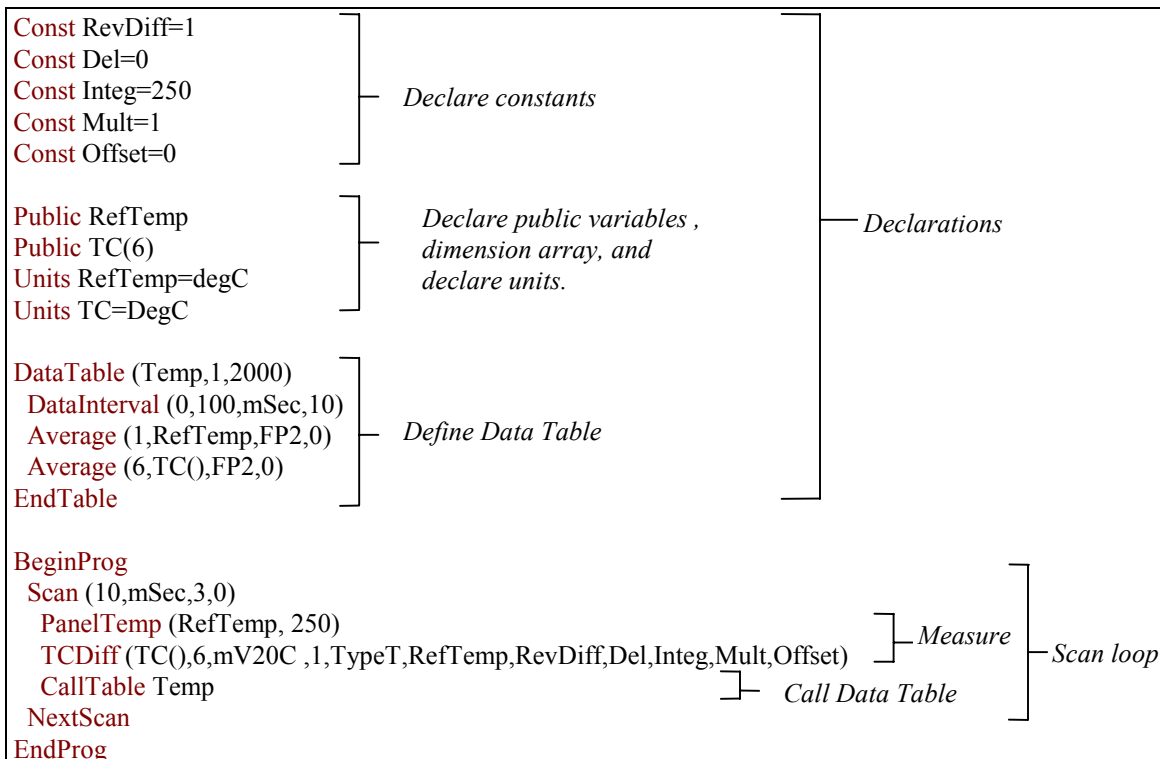 Const RevDiff=1
Const Del=0
Const Integ=250
Const Mult=1
Const Offset=0
Declare constants
Public RefTemp
Public TC(6)
Units RefTemp=degC
Units TC=DegC
Declare public variables ,
dimension array, and
declare units.
Declarations
DataTable (Temp,1,2000)
DataInterval (0,100,mSec,10)
Average (1,RefTemp,FP2,0)
Average (6,TC(),FP2,0)
EndTable
Define Data Table
BeginProg
Scan (10,mSec,3,0)
PanelTemp (RefTemp, 250)
TCDiff (TC(),6,mV20C ,1,TypeT,RefTemp,RevDiff,Del,Integ,Mult,Offset)
Measure
CallTable Temp
Call Data Table
Scan loop
NextScan
EndProg